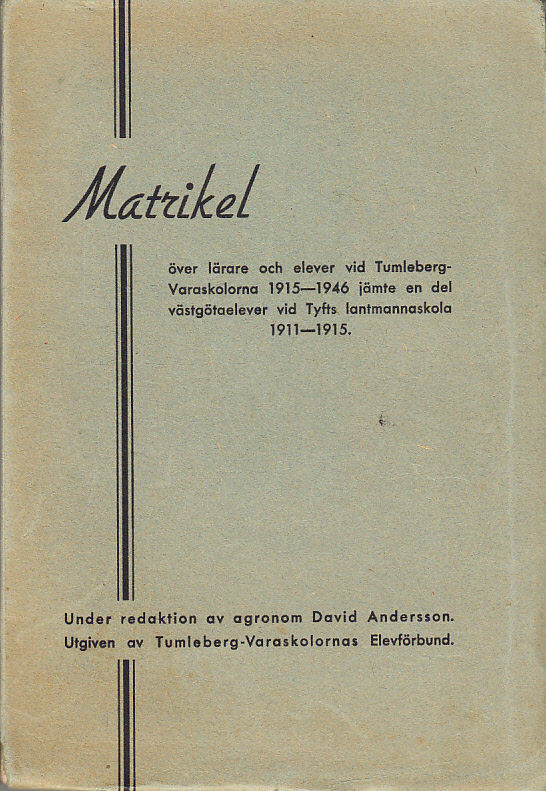 Matrikel
över lärare och elever vid Tumleberg-
Varaskolorna 1915—1946 jämte en del
västgötaelever vid Tyfts lantmannaskola
1911—1915.
Under redaktion av agronom David Andersson.
Utgiven av Tumleberg-Varaskolornas Elevförbund.